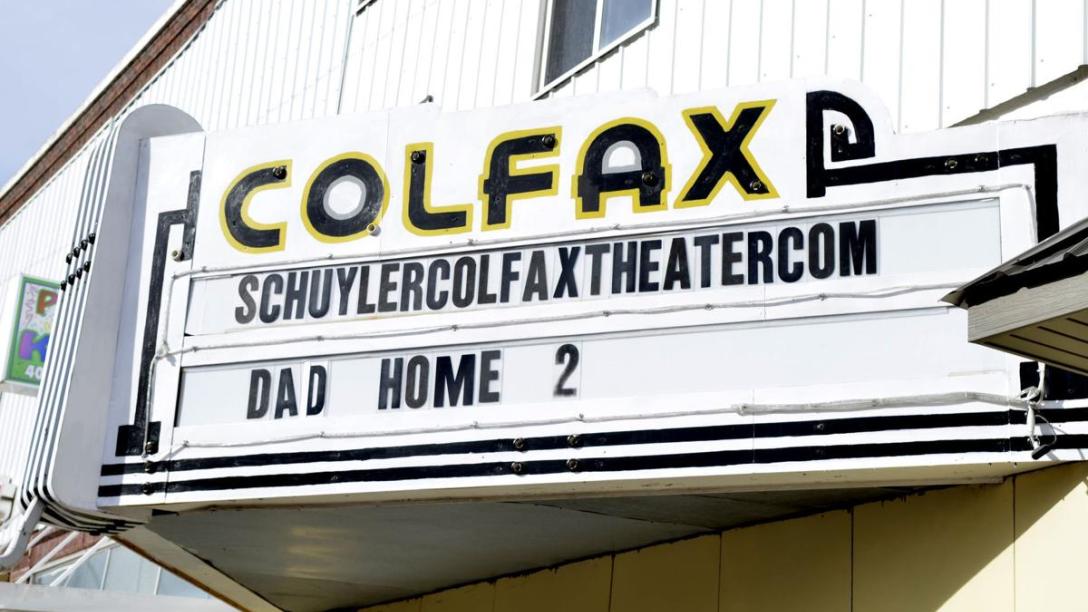 COLFAX
SCHUYLERCOLFAXTHEATERCOM
DAD HOME 2